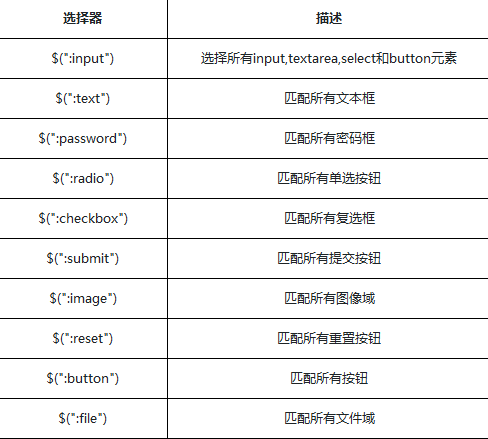 选择器 描述
$(":input") 选择所有input,textarea,select和button元素
$(":text") 匹配所有文本框
$(":password") 匹配所有密码框
$(":radio") 匹配所有单选按钮
$(":checkbox") 匹配所有复选框
$(":submit") 匹配所有提交按钮
$(":image") 匹配所有图像域
$(":reset") 匹配所有重置按钮
$(":button") 匹配所有按钮
$(":file") 匹配所有文件域